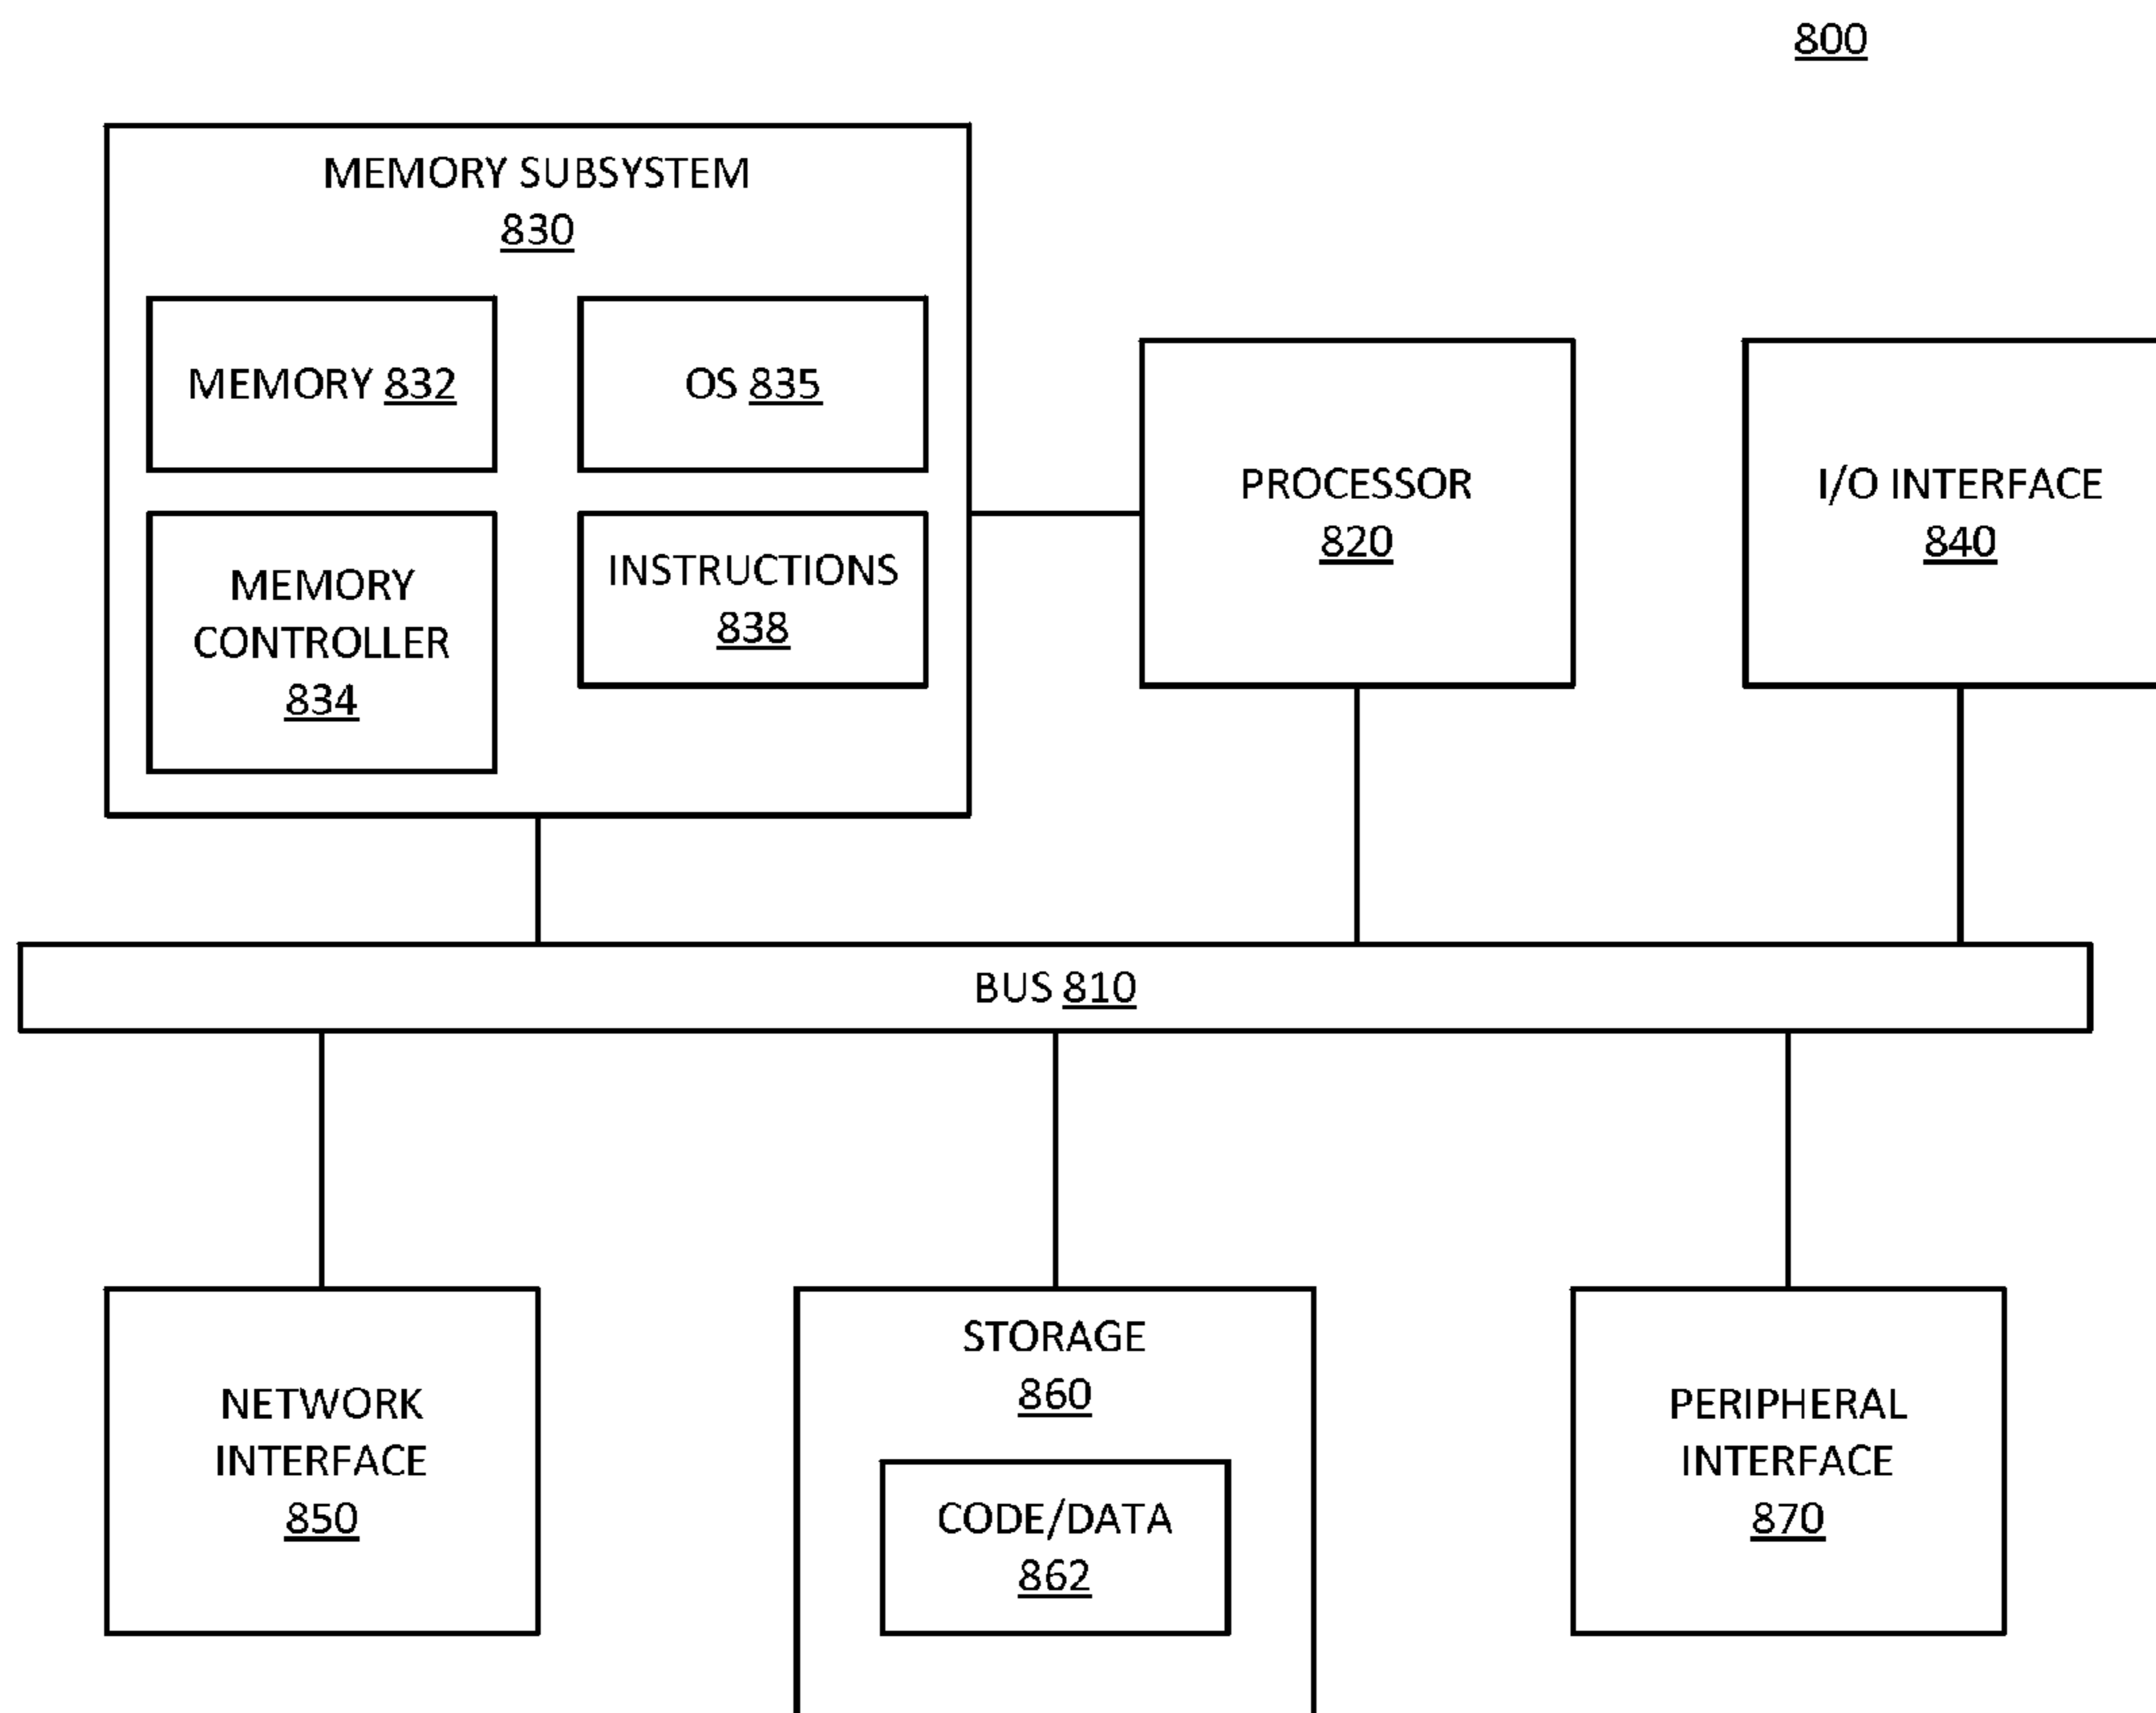 800
MEMORY SUBSYSTEM
830
MEMORY 832
OS 835
MEMORY
CONTROLLER
834
INSTRUCTIONS
838
PROCESSOR
820
I/O INTERFACE
840
BUS 810
NETWORK
INTERFACE
850
STORAGE
860
CODE/DATA
862
PERIPHERAL
INTERFACE
870